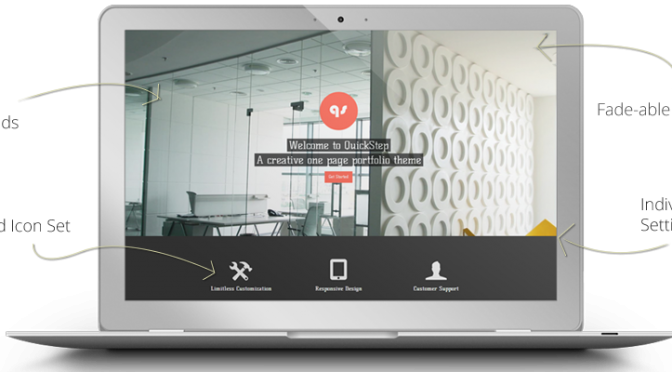 ds
Fade-able
d Icon Set
Indiv
Setti
Welcome to QuickStep
A creative one page portfolio theme
Get Started
Limitless Customization
Responsive Design
Customer Support